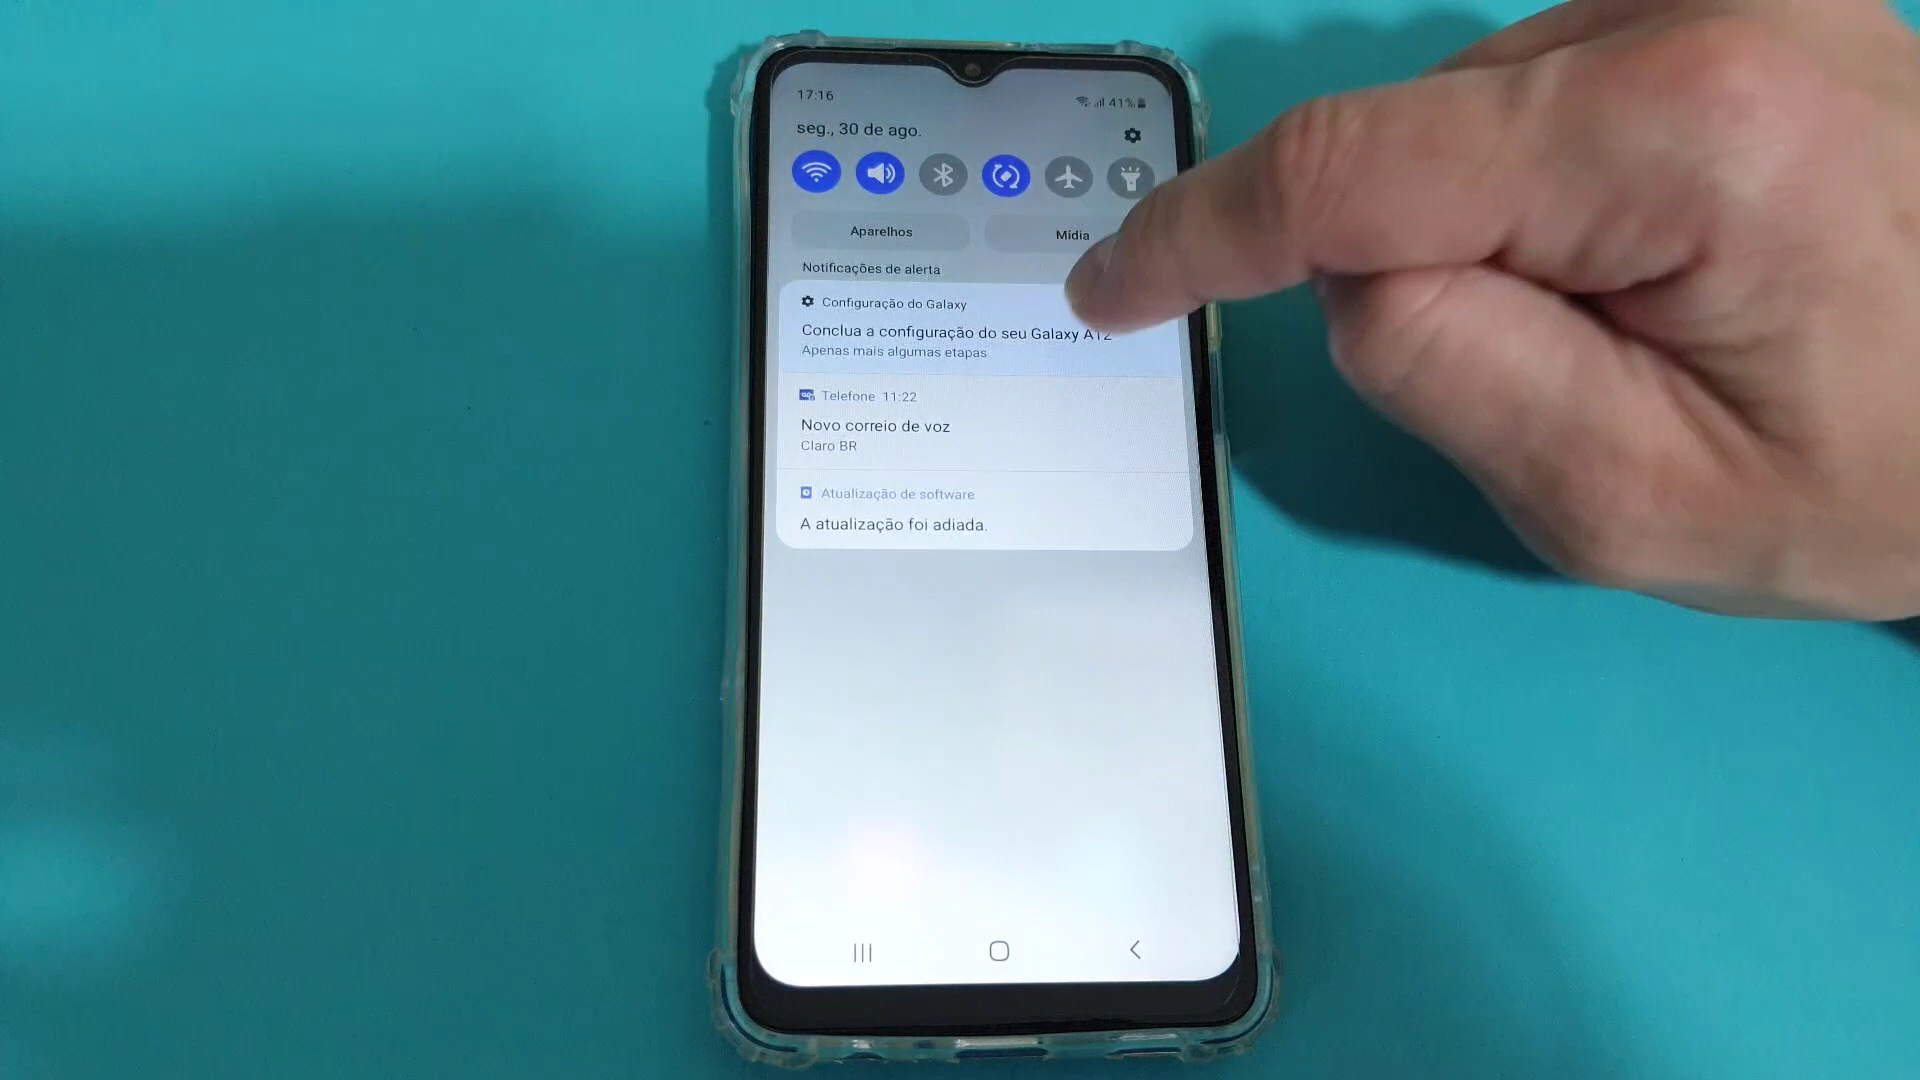 17:16
41%
seg., 30 de ago.
Aparelhos
Mídia
Notificações de alerta
Configuração do Galaxy
Conclua a configuração do seu Galaxy A12
Apenas mais algumas etapas
Telefone 11:22
Novo correio de voz
Claro BR
Atualização de software
A atualização foi adiada.